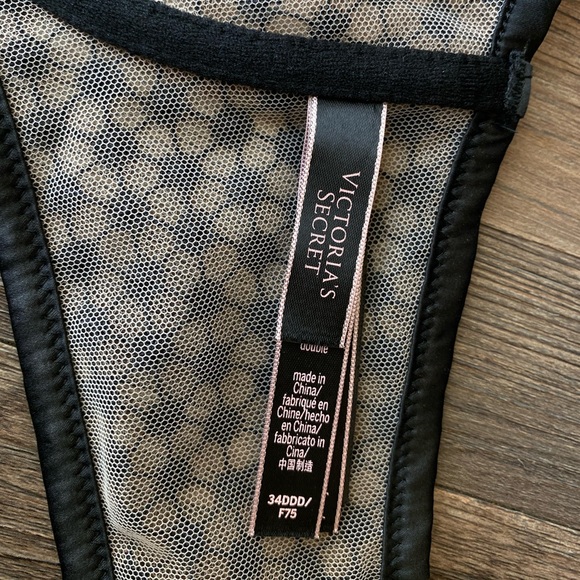 VICTORIA'S
SECRET
double
made in
China/
fabriqué en
Chine/hecho
en China/
fabbricato in
Cina/
中国制造
34DDD/
F75